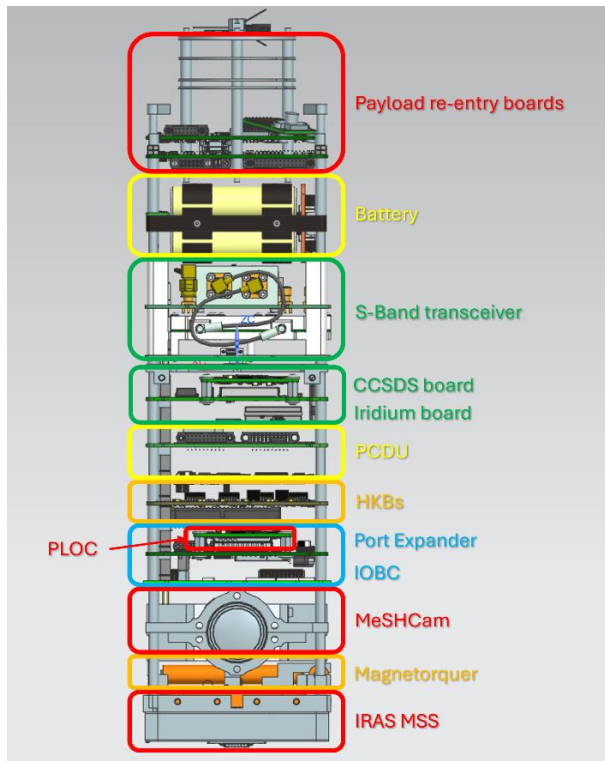 Payload re-entry boards
Battery
S-Band transceiver
CCSDS board
Iridium board
PCDU
HKBs
PLOC
Port Expander
IOBC
MeSHCam
Magnetorquer
IRAS MSS